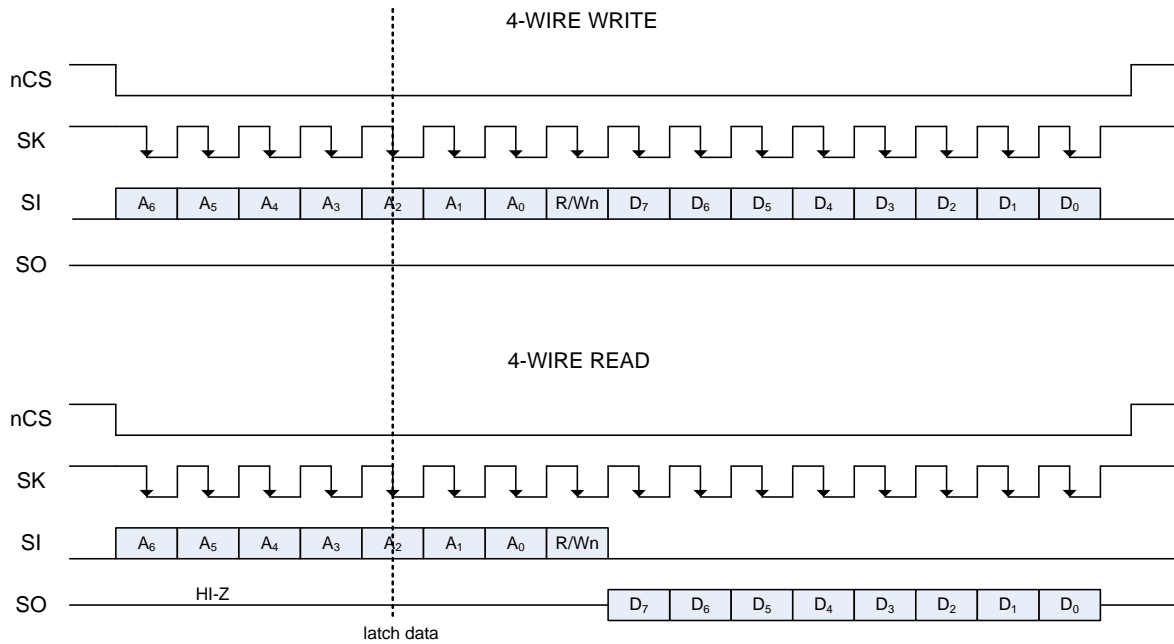 4-WIRE WRITE
nCS
SK
SI A₆ A₅ A₄ A₃ A₂ A₁ A₀ R/Wn D₇ D₆ D₅ D₄ D₃ D₂ D₁ D₀
SO
4-WIRE READ
nCS
SK
SI A₆ A₅ A₄ A₃ A₂ A₁ A₀ R/Wn
SO HI-Z D₇ D₆ D₅ D₄ D₃ D₂ D₁ D₀
latch data